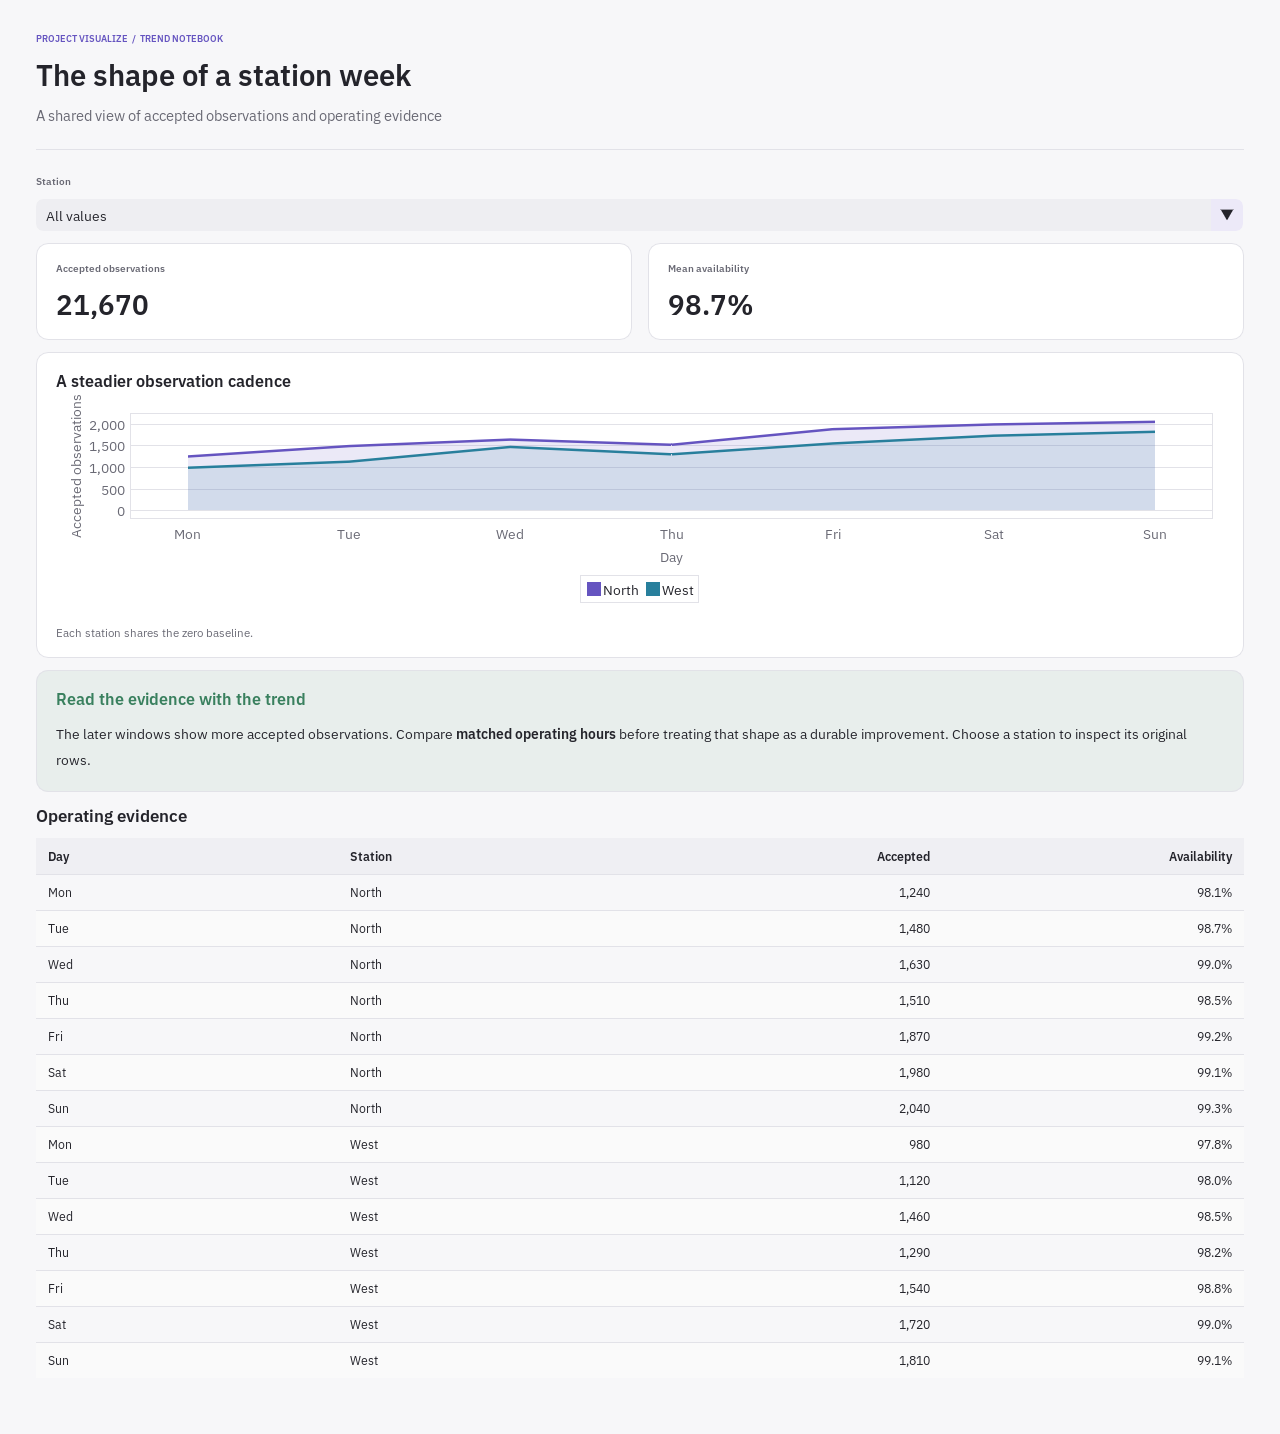 PROJECT VISUALIZE / TREND NOTEBOOK
The shape of a station week
A shared view of accepted observations and operating evidence
Station
All values
Accepted observations
21,670
Mean availability
98.7%
A steadier observation cadence
Accepted observations
2,000
1,500
1,000
500
0
Mon Tue Wed Thu Fri Sat Sun
Day
North West
Each station shares the zero baseline.
Read the evidence with the trend
The later windows show more accepted observations. Compare matched operating hours before treating that shape as a durable improvement. Choose a station to inspect its original
rows.
Operating evidence
Day Station Accepted Availability
Mon North 1,240 98.1%
Tue North 1,480 98.7%
Wed North 1,630 99.0%
Thu North 1,510 98.5%
Fri North 1,870 99.2%
Sat North 1,980 99.1%
Sun North 2,040 99.3%
Mon West 980 97.8%
Tue West 1,120 98.0%
Wed West 1,460 98.5%
Thu West 1,290 98.2%
Fri West 1,540 98.8%
Sat West 1,720 99.0%
Sun West 1,810 99.1%